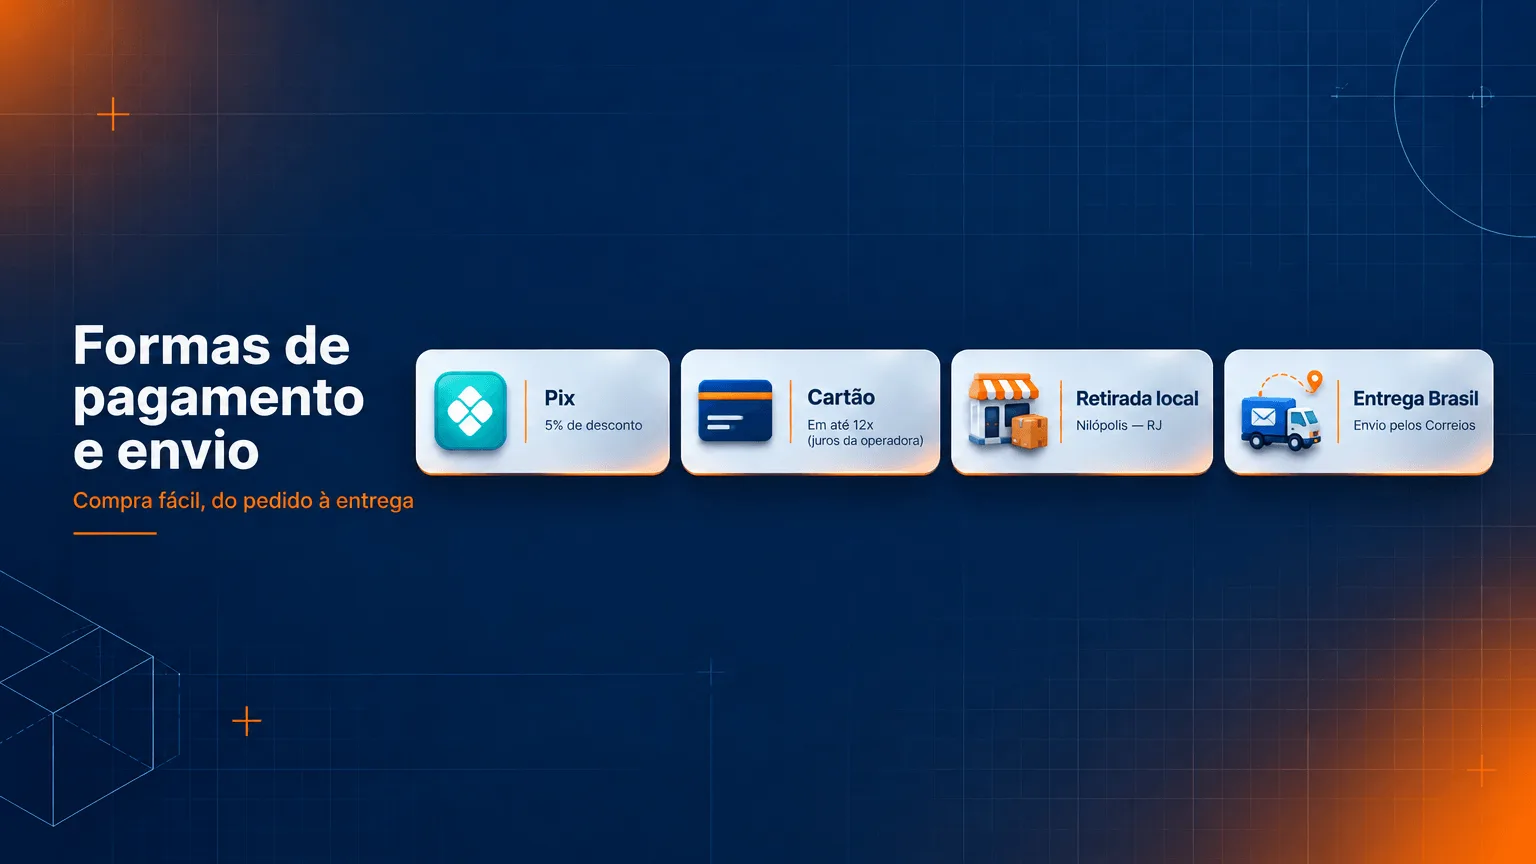 Formas de
pagamento
e envio
Compra fácil, do pedido à entrega
Pix
5% de desconto
Cartão
Em até 12x
(juros da operadora)
Retirada local
Nilópolis — RJ
Entrega Brasil
Envio pelos Correios